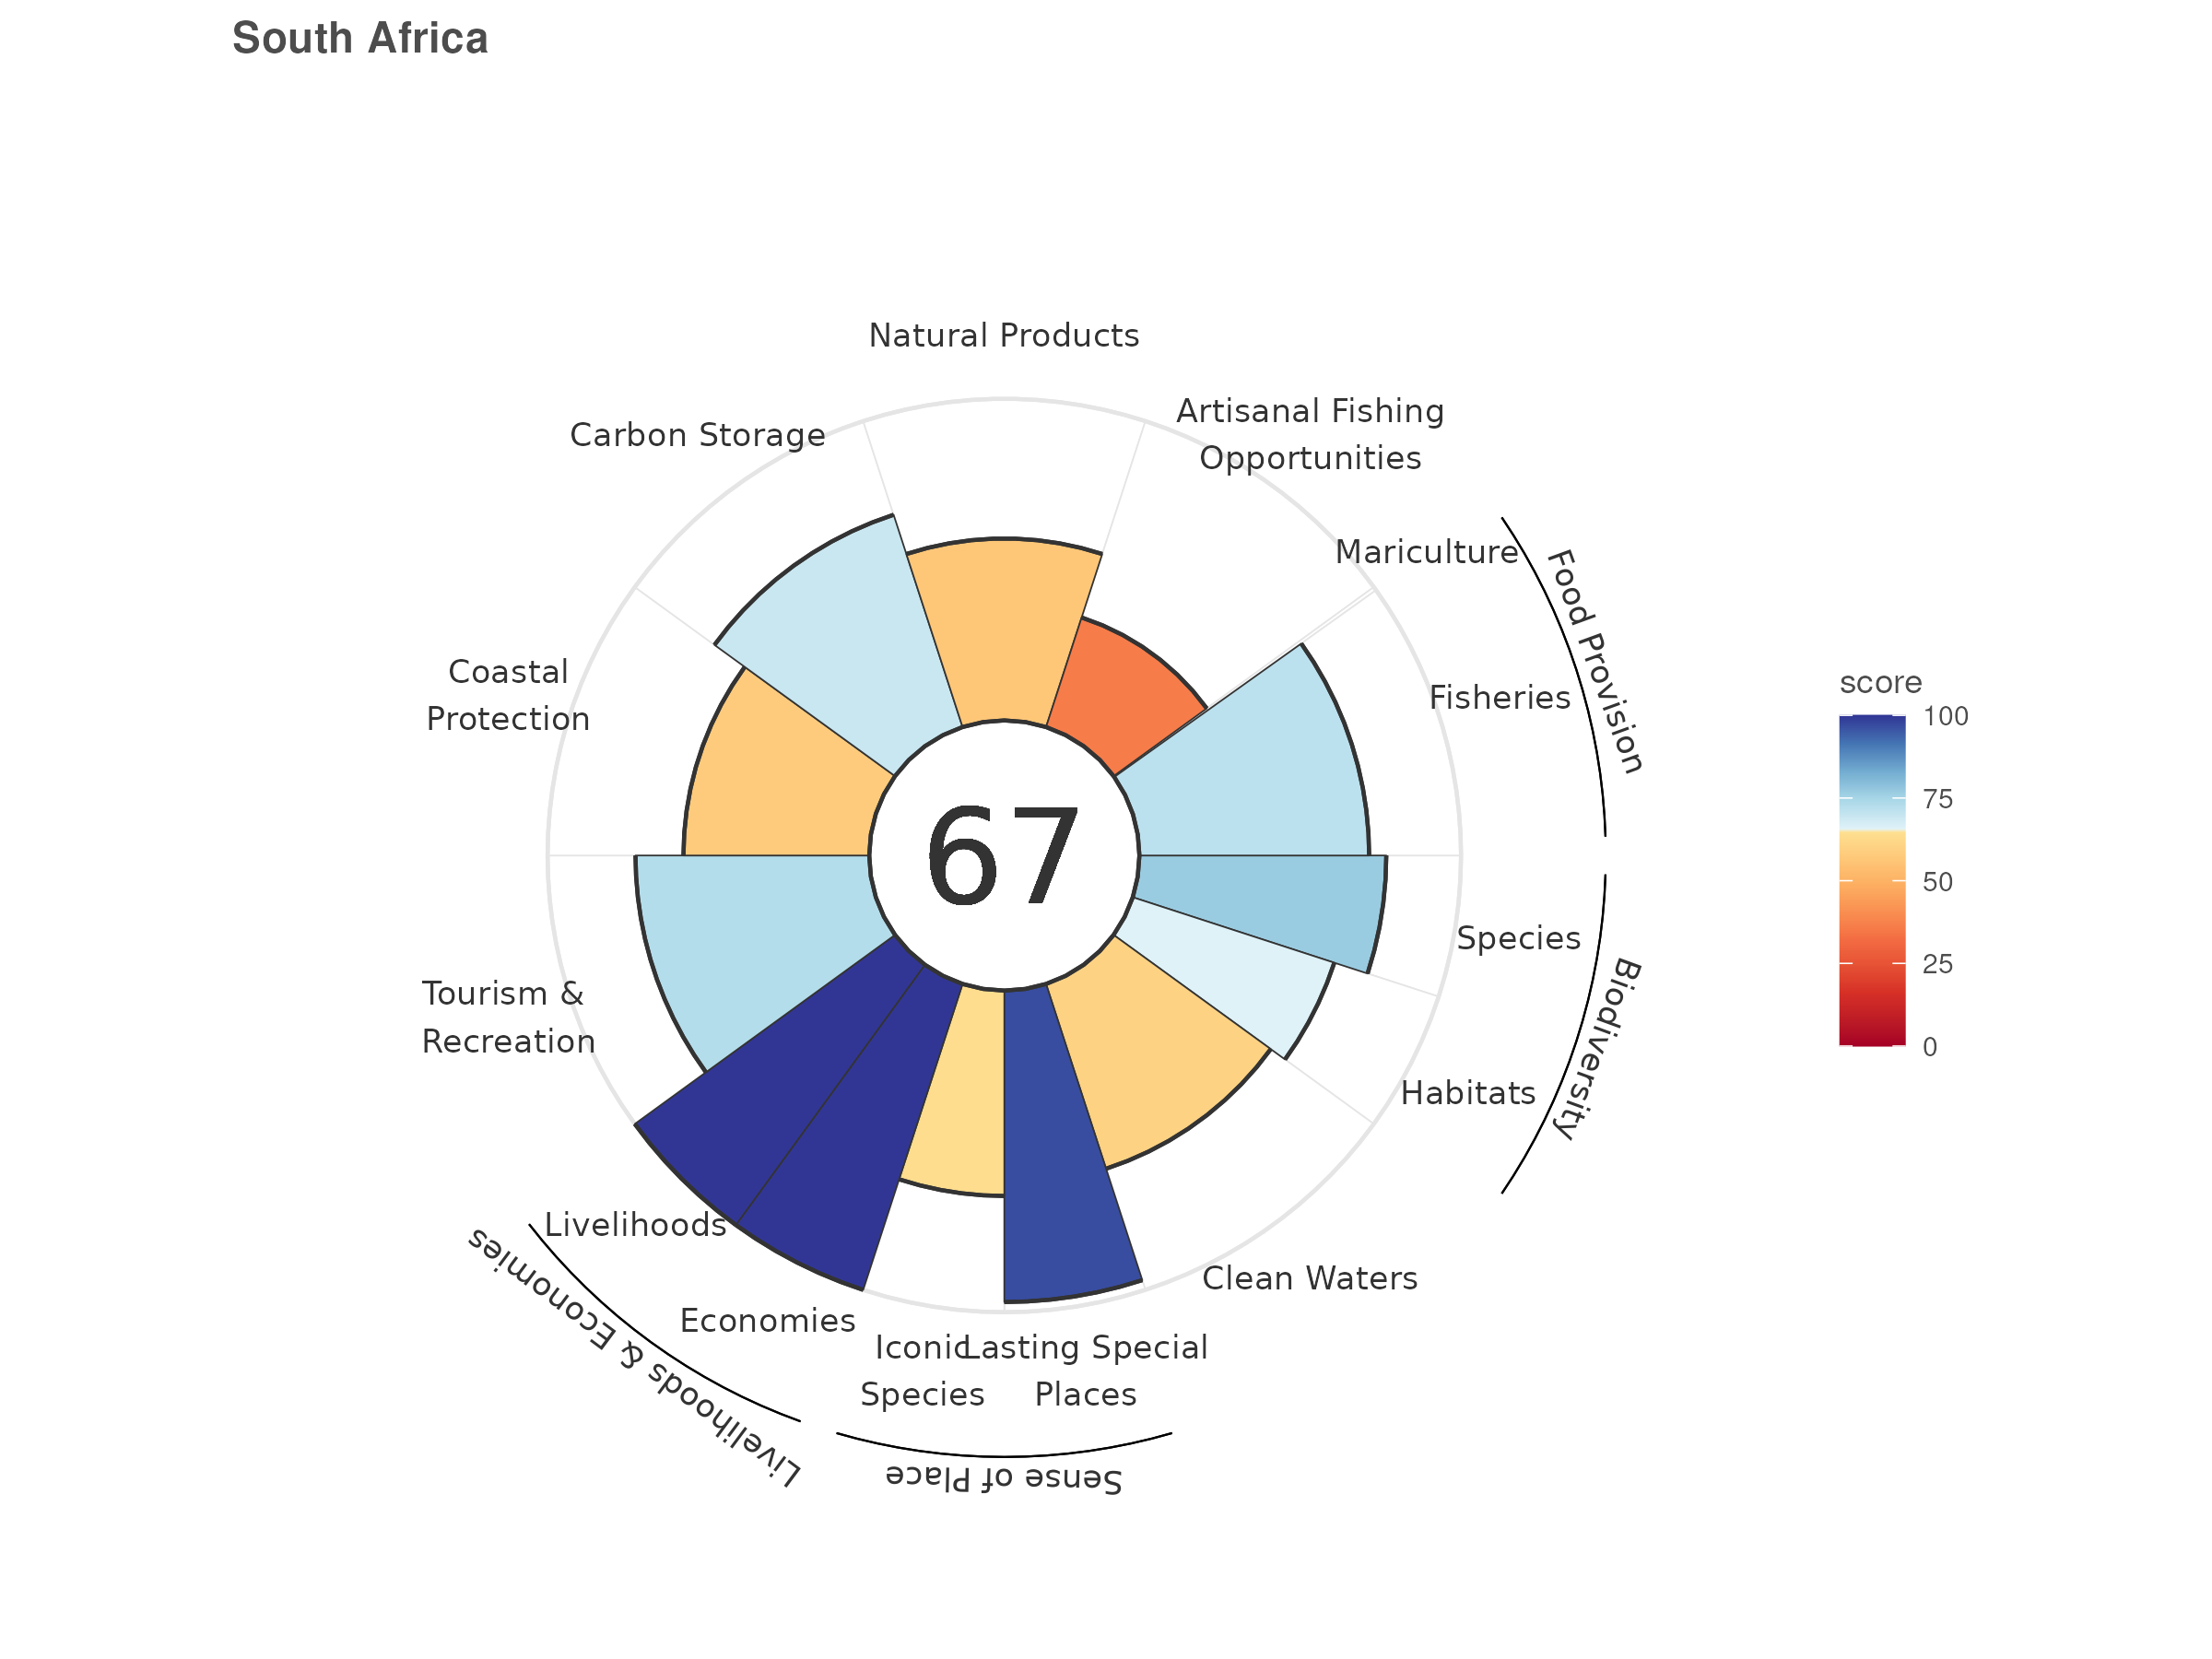 South Africa
Natural Products
Artisanal Fishing
Opportunities
Carbon Storage
Mariculture
Food Provision
Coastal
Protection
Fisheries
score
100
75
50
25
0
67
Species
Biodiversity
Tourism &
Recreation
Habitats
Livelihoods
Clean Waters
Economies
Livelihoods & Economies
Iconic
Species
Lasting Special
Places
Sense of Place